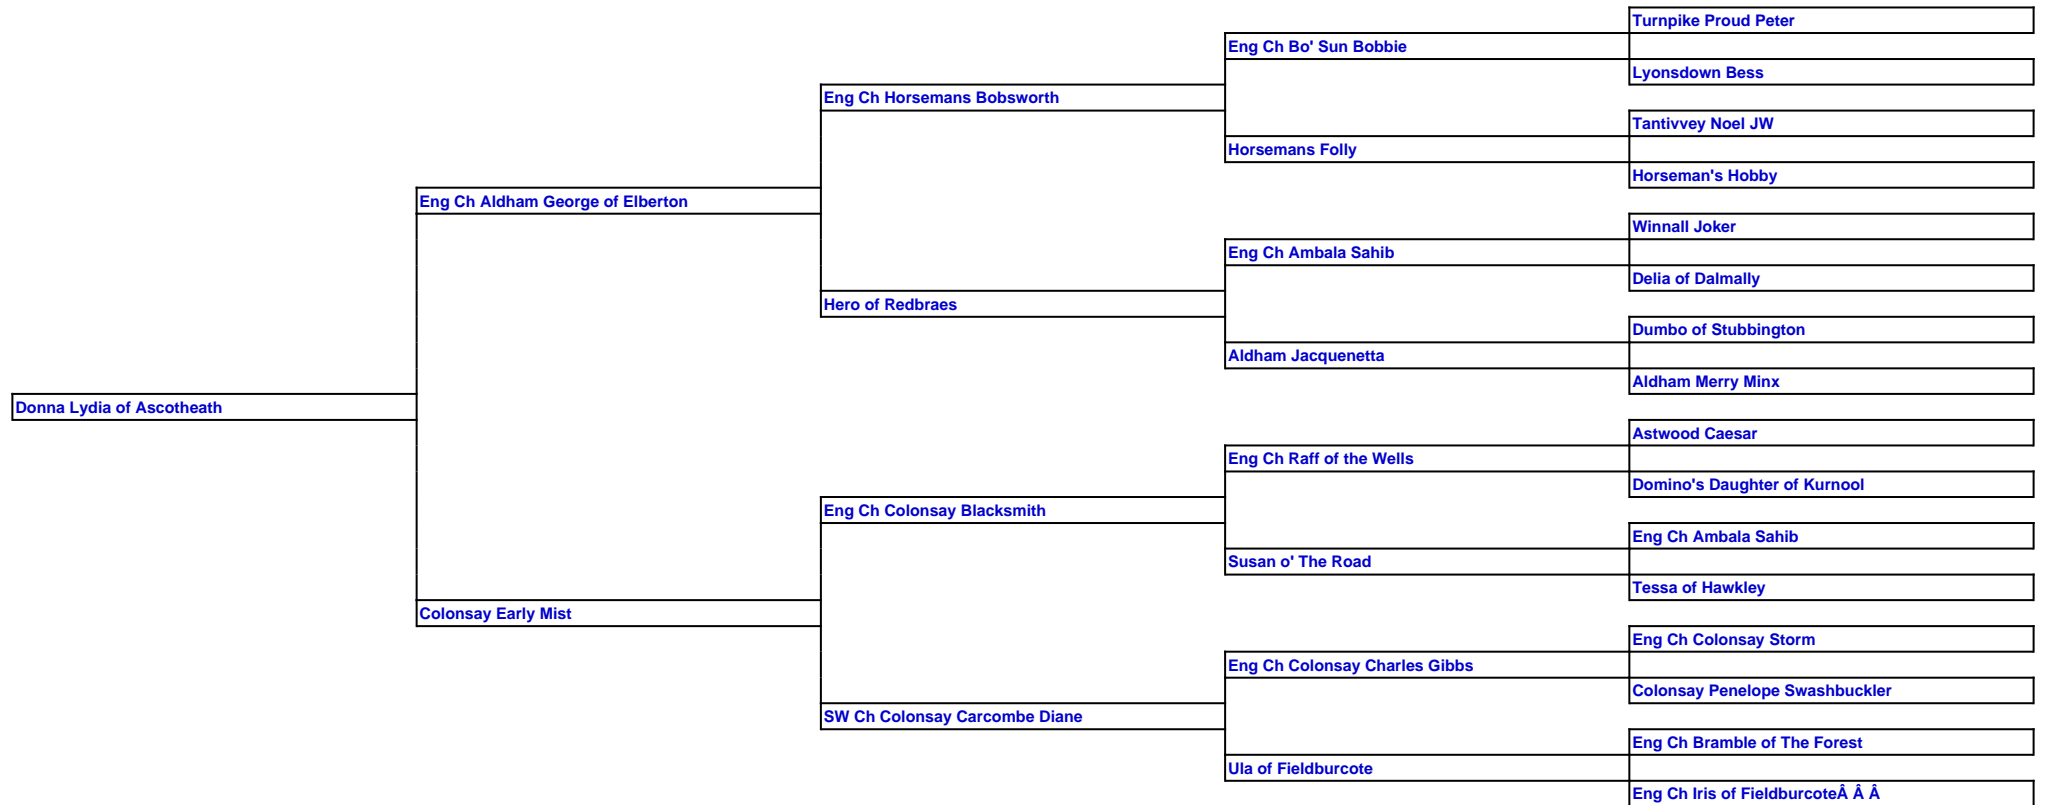 Turnpike Proud Peter
Eng Ch Bo' Sun Bobbie
Lyonsdown Bess
Eng Ch Horsemans Bobsworth
Tantivvey Noel JW
Horsemans Folly
Horseman's Hobby
Eng Ch Aldham George of Elberton
Winnall Joker
Eng Ch Ambala Sahib
Delia of Dalmally
Hero of Redbraes
Dumbo of Stubbington
Aldham Jacquenetta
Aldham Merry Minx
Donna Lydia of Ascotheath
Astwood Caesar
Eng Ch Raff of the Wells
Domino's Daughter of Kurnool
Eng Ch Colonsay Blacksmith
Eng Ch Ambala Sahib
Susan o' The Road
Tessa of Hawkley
Colonsay Early Mist
Eng Ch Colonsay Storm
Eng Ch Colonsay Charles Gibbs
Colonsay Penelope Swashbuckler
SW Ch Colonsay Carcombe Diane
Eng Ch Bramble of The Forest
Ula of Fieldburcote
Eng Ch Iris of FieldburcoteÂ Â Â